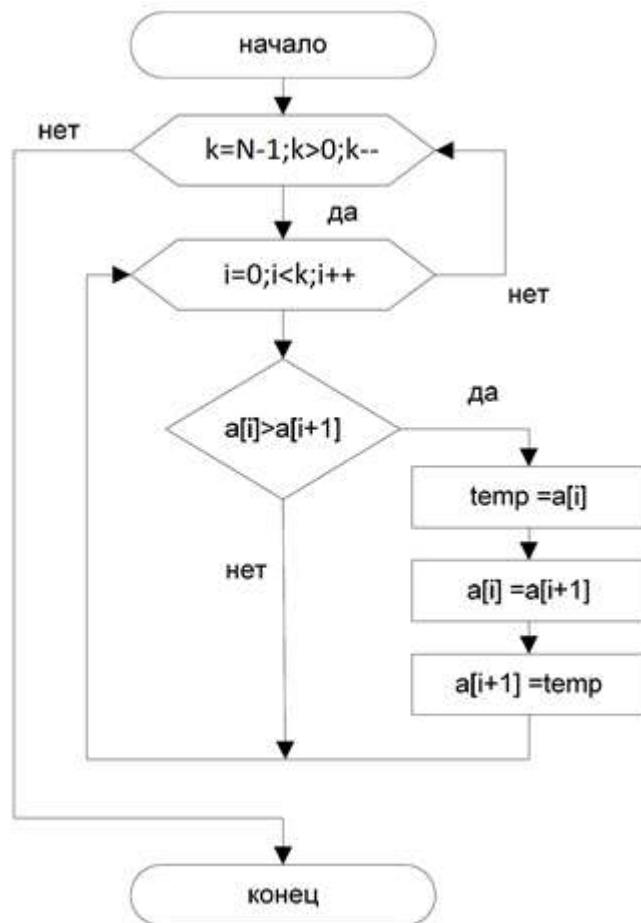 начало
нет
k=N-1;k>0;k--
да
i=0;i<k;i++
нет
a[i]>a[i+1]
да
temp =a[i]
нет
a[i] =a[i+1]
a[i+1] =temp
конец